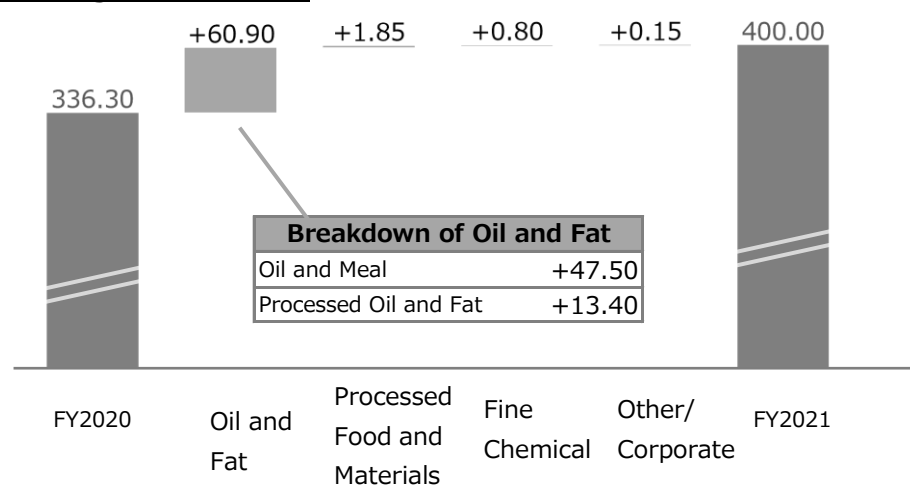 +60.90 +1.85 +0.80 +0.15 400.00
336.30
Breakdown of Oil and Fat
Oil and Meal +47.50
Processed Oil and Fat +13.40
FY2020
Oil and
Fat
Processed
Food and
Materials
Fine
Chemical
Other/
Corporate
FY2021